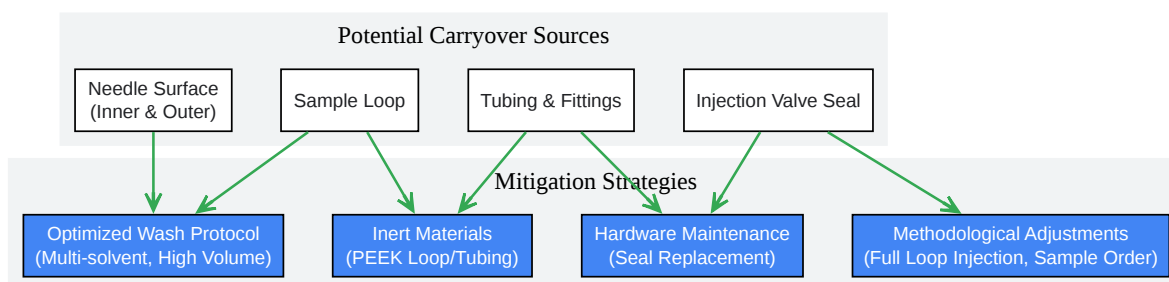 Potential Carryover Sources
Needle Surface
(Inner & Outer)
Sample Loop
Tubing & Fittings
Injection Valve Seal
Mitigation Strategies
Optimized Wash Protocol
(Multi-solvent, High Volume)
Inert Materials
(PEEK Loop/Tubing)
Hardware Maintenance
(Seal Replacement)
Methodological Adjustments
(Full Loop Injection, Sample Order)